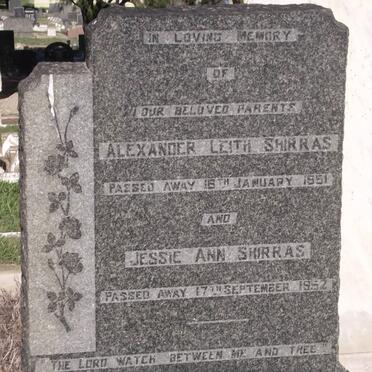 IN LOVING MEMORY
OF
OUR BELOVED PARENTS
ALEXANDER LEITH SHIRRAS
PASSED AWAY 18TH JANUARY 1951
AND
JESSIE ANN SHIRRAS
PASSED AWAY 17TH SEPTEMBER 1952
"THE LORD WATCH BETWEEN ME AND THEE"